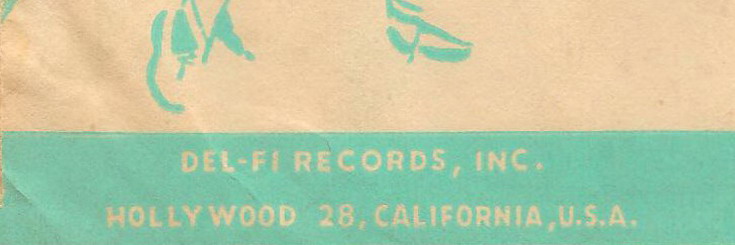 DEL-FI RECORDS, INC.
HOLLYWOOD 28, CALIFORNIA, U.S.A.